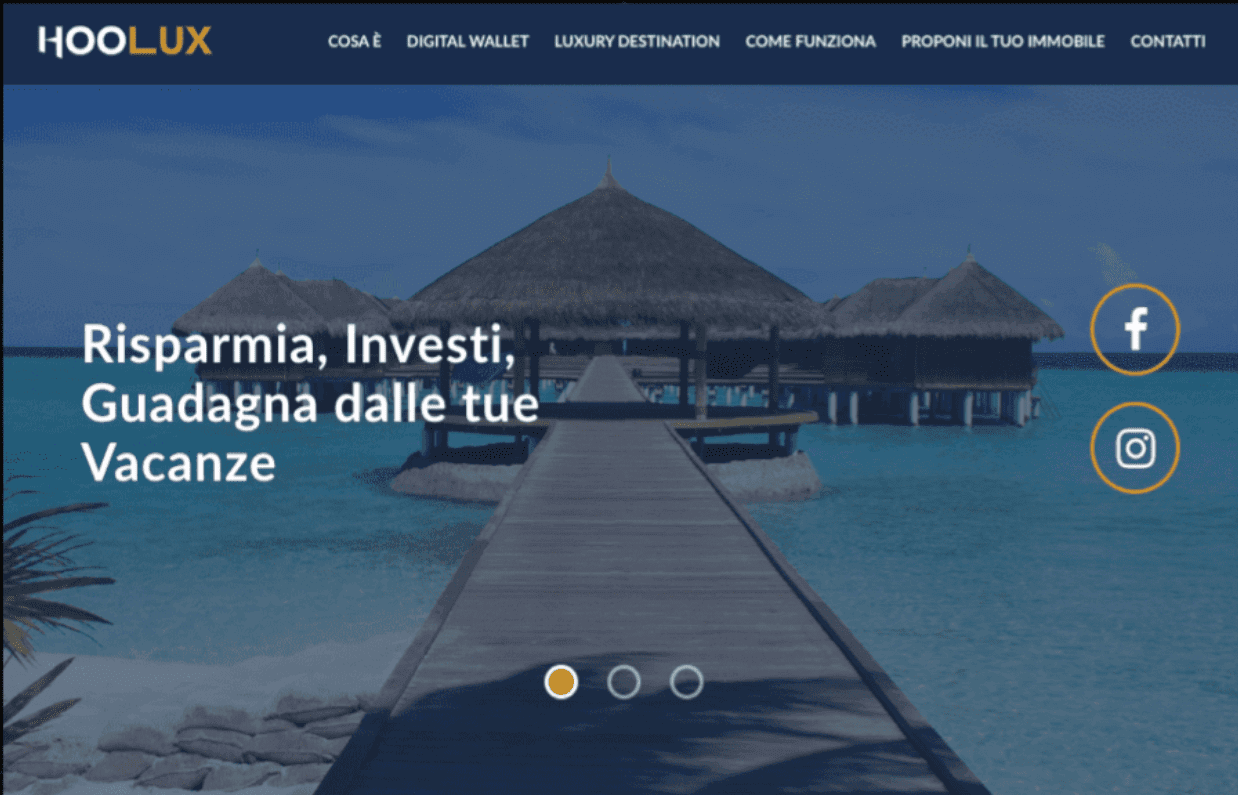 HOOLUX
COSA È DIGITAL WALLET LUXURY DESTINATION COME FUNZIONA PROPONI IL TUO IMMOBILE CONTATTI
Risparmia, Investi,
Guadagna dalle tue
Vacanze